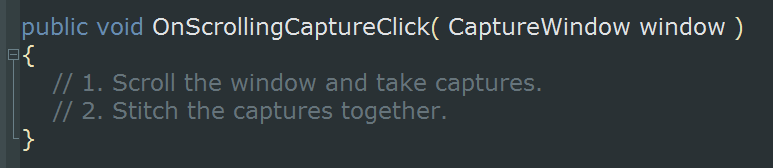 public void OnScrollingCaptureClick( CaptureWindow window )
{
// 1. Scroll the window and take captures.
// 2. Stitch the captures together.
}